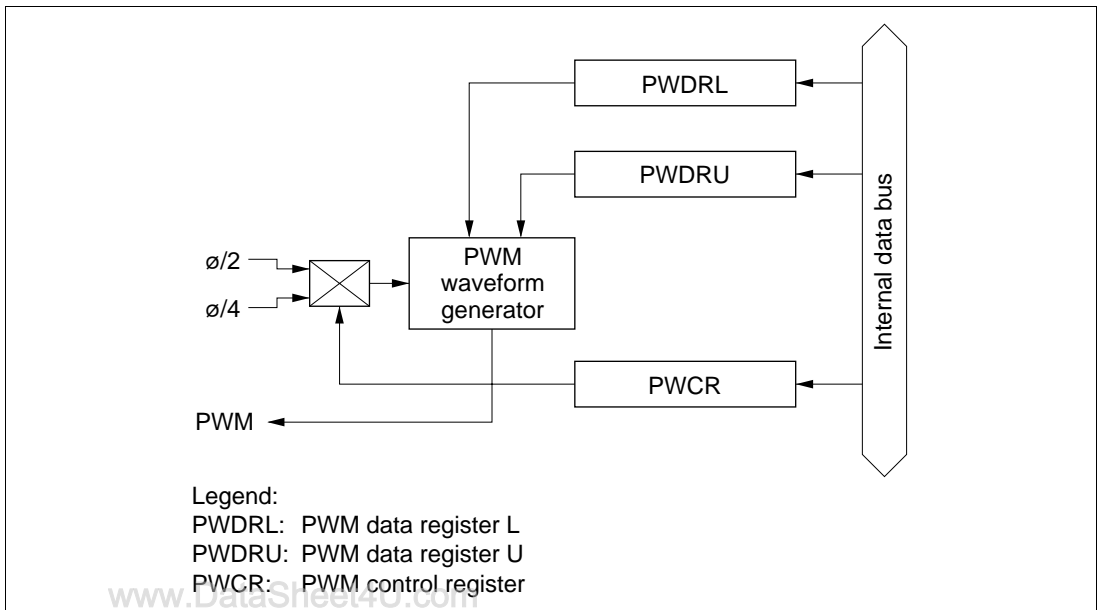 PWDRL
PWDRU
PWM
waveform
generator
ø/2
ø/4
PWCR
PWM
Internal data bus
Legend:
PWDRL: PWM data register L
PWDRU: PWM data register U
PWCR: PWM control register
www.DataSheet4U.com